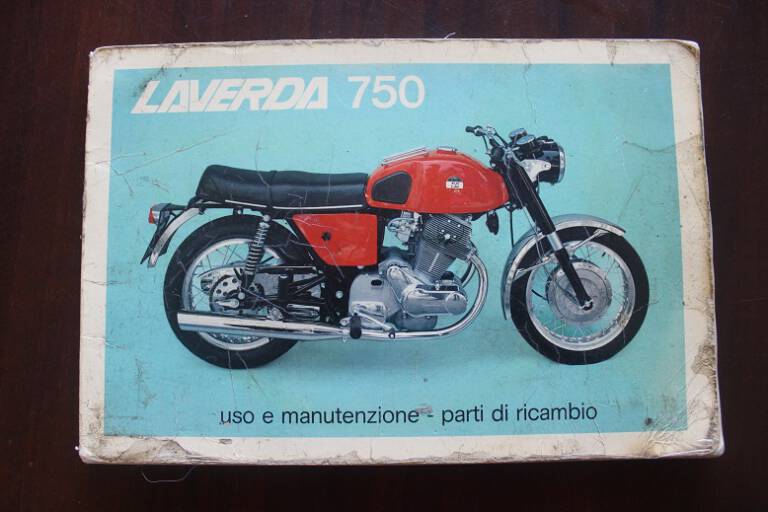 LAVERDA 750
uso e manutenzione - parti di ricambio